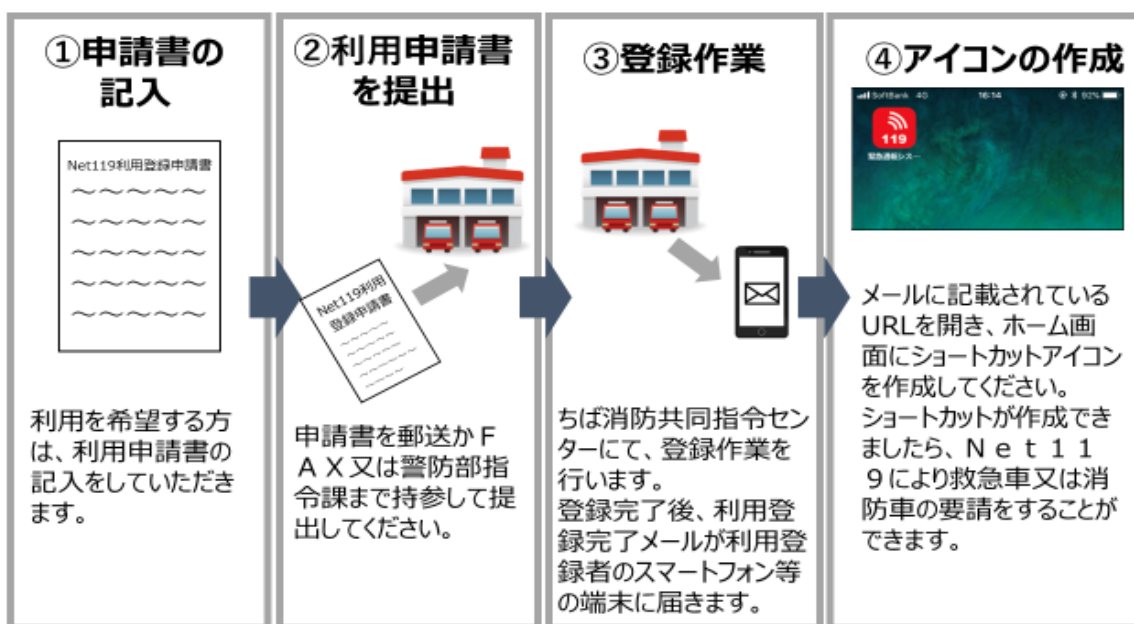 ①申請書の
記入
Net119利用登録申請書
利用を希望する方
は、利用申請書の
記入をしていただき
ます。
②利用申請書
を提出
Net119利用
登録申請書
申請書を郵送かF
AX又は警防部指
令課まで持参して提
出してください。
③登録作業
ちば消防共同指令セン
ターにて、登録作業を
行います。
登録完了後、利用登
録完了メールが利用登
録者のスマートフォン等
の端末に届きます。
④アイコンの作成
SoftBank 4G 16:14 92%
119
緊急通報シス…
メールに記載されている
URLを開き、ホーム画
面にショートカットアイコン
を作成してください。
ショートカットが作成でき
ましたら、Net11
9により救急車又は消
防車の要請をすることが
できます。